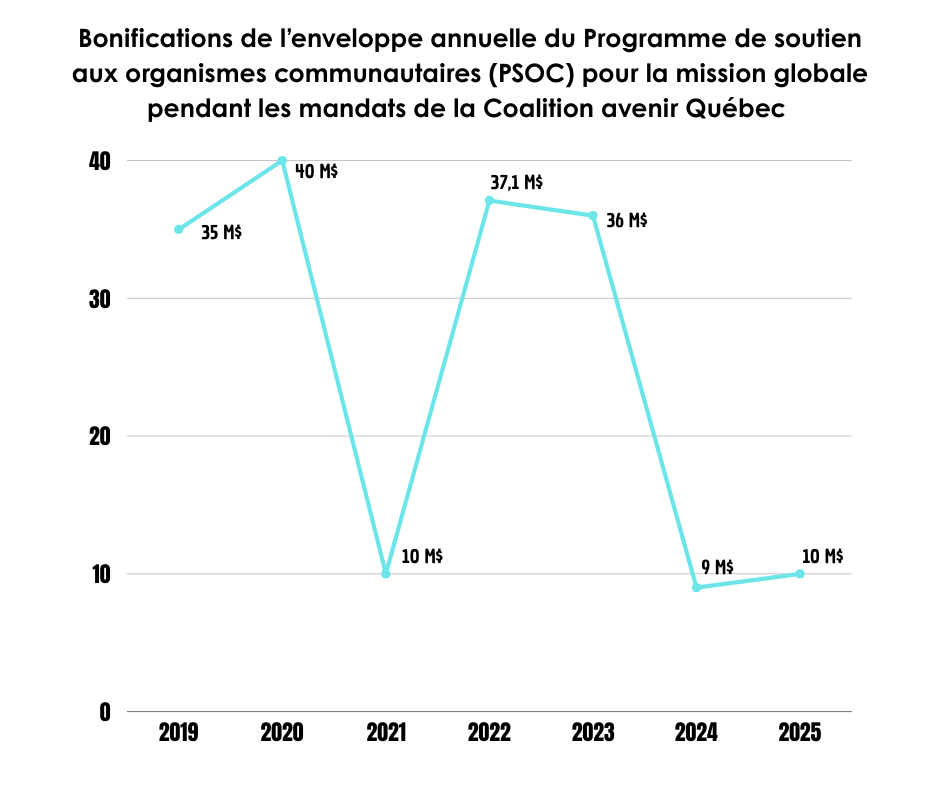 Bonifications de l’enveloppe annuelle du Programme de soutien
aux organismes communautaires (PSOC) pour la mission globale
pendant les mandats de la Coalition avenir Québec
40
40 M$
37,1 M$
35 M$
36 M$
30
20
10
10 M$
9 M$
10 M$
0
2019 2020 2021 2022 2023 2024 2025